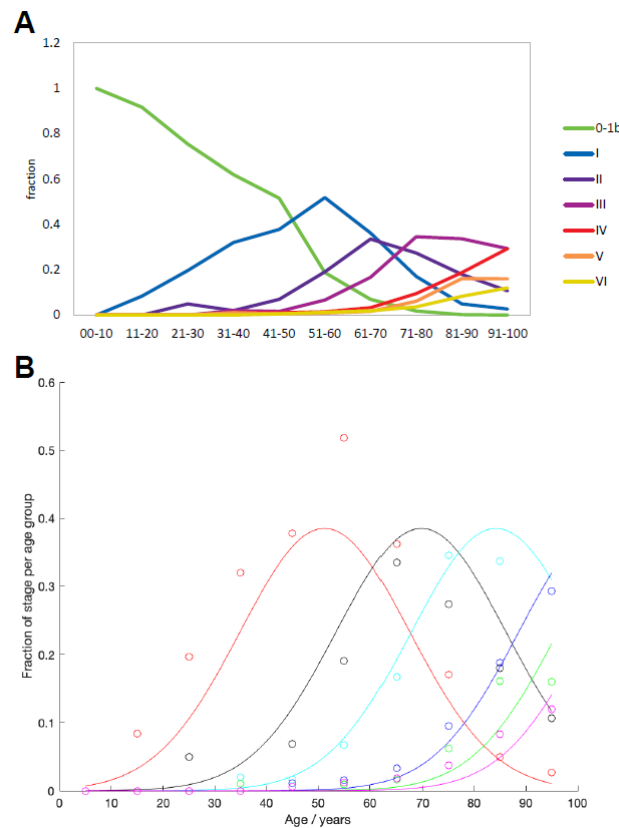 A
1.2
1
0.8
0.6
0.4
0.2
0
fraction
00-10 11-20 21-30 31-40 41-50 51-60 61-70 71-80 81-90 91-100
0-1b
I
II
III
IV
V
VI
B
0.6
0.5
0.4
0.3
0.2
0.1
0
Fraction of stage per age group
0 10 20 30 40 50 60 70 80 90 100
Age / years